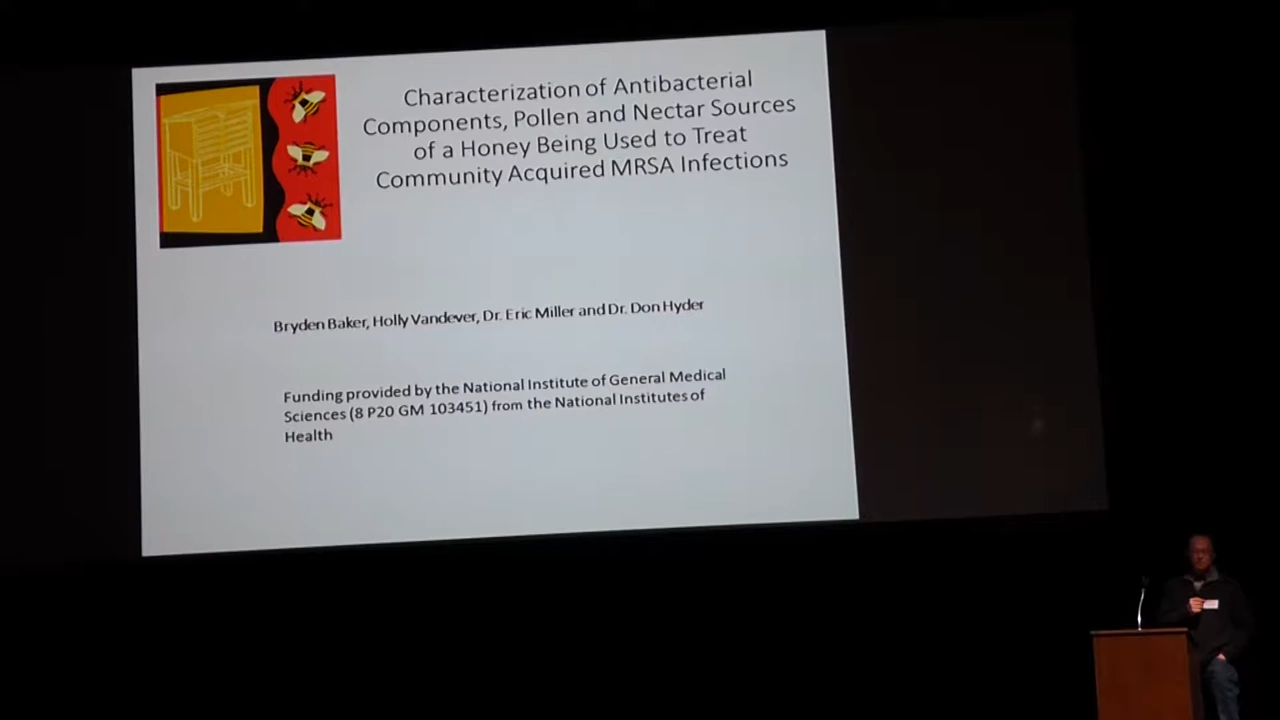 Characterization of Antibacterial
Components, Pollen and Nectar Sources
of a Honey Being Used to Treat
Community Acquired MRSA Infections
Bryden Baker, Holly Vandever, Dr. Eric Miller and Dr. Don Hyder
Funding provided by the National Institute of General Medical
Sciences (8 P20 GM 103451) from the National Institutes of
Health